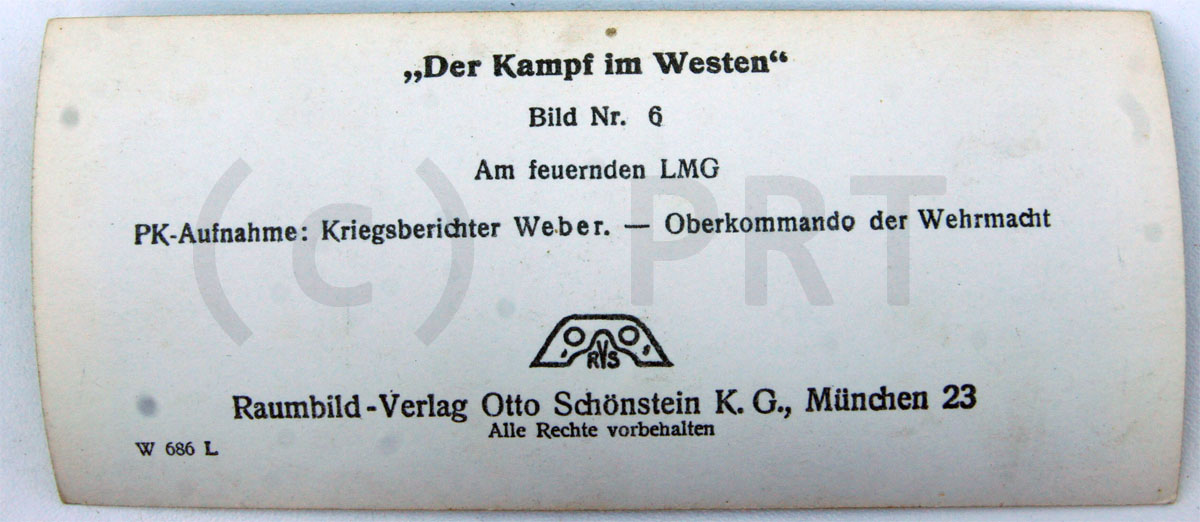 „Der Kampf im Westen“
Bild Nr. 6
Am feuernden LMG
PK-Aufnahme: Kriegsberichter Weber. — Oberkommando der Wehrmacht
(c) PRT
RVS
Raumbild-Verlag Otto Schönstein K. G., München 23
Alle Rechte vorbehalten
W 686 L